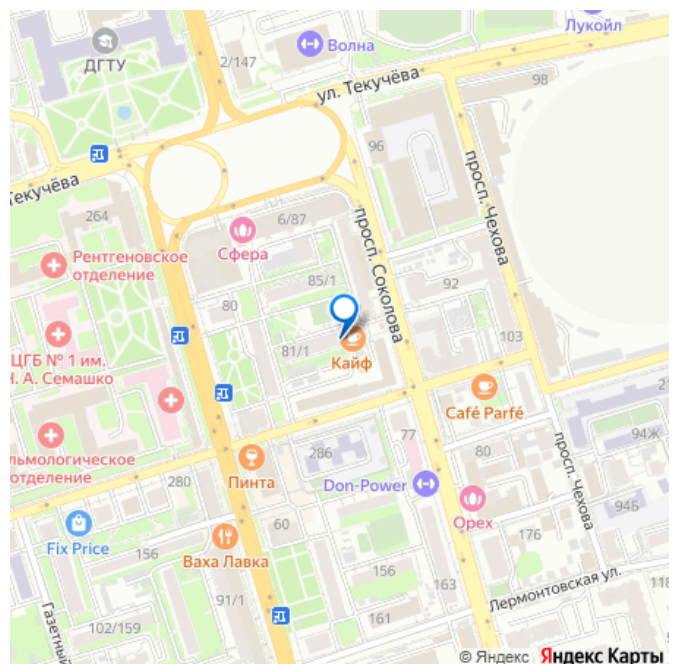 Лукойл
Волна
ДГТУ
2/147
ул. Текучёва
98
96
Текучёва
просп. Чехова
264
6/87
просп. Соколова
Сфера
Рентгеновское
отделение
85/1
92
80
103
81/1
ЦГБ № 1 им.
Н. А. Семашко
Кайф
Café Parfé
77
94Ж
286
80
просп. Чехова
Пинта
Don-Power
280
отделение
Орех
94Б
60
176
Fix Price
156
Ваха Лавка
156
163
Лермонтовская ул.
91/1
161
Газетный
102/159
© Яндекс Яндекс Карты